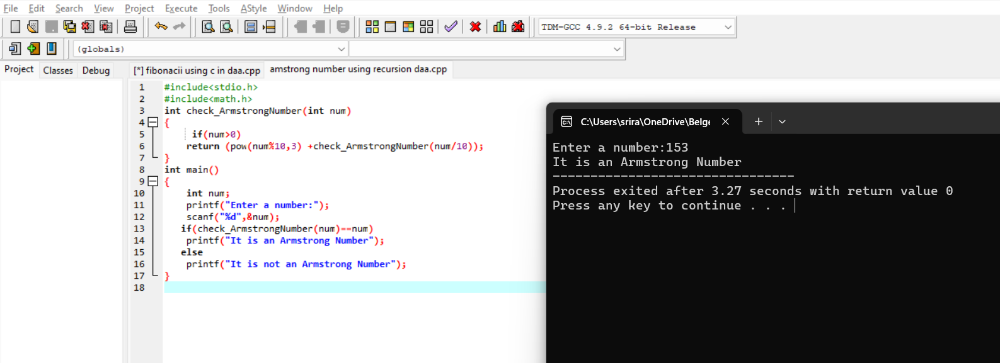 File Edit Search View Project Execute Tools AStyle Window Help
TDM-GCC 4.9.2 64-bit Release
(globals)
Project Classes Debug [*] fibonacii using c in daa.cpp amstrong number using recursion daa.cpp
1 #include<stdio.h>
2 #include<math.h>
3 int check_ArmstrongNumber(int num)
4 {
5 if(num>0)
6 return (pow(num%10,3) +check_ArmstrongNumber(num/10));
7 }
8 int main()
9 {
10 int num;
11 printf("Enter a number:");
12 scanf("%d",&num);
13 if(check_ArmstrongNumber(num)==num)
14 printf("It is an Armstrong Number");
15 else
16 printf("It is not an Armstrong Number");
17 }
18
C:\Users\srira\OneDrive\Belge
Enter a number:153
It is an Armstrong Number
--------------------------------
Process exited after 3.27 seconds with return value 0
Press any key to continue . . .